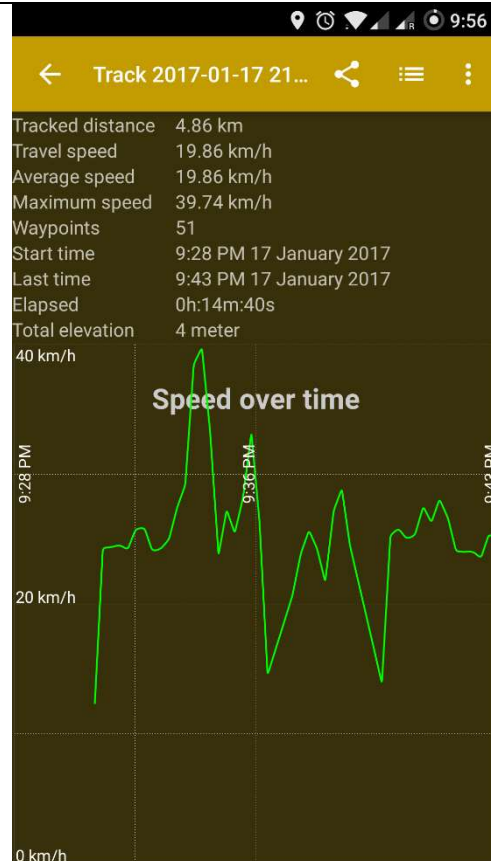 R 9:56
Track 2017-01-17 21...
Tracked distance 4.86 km
Travel speed 19.86 km/h
Average speed 19.86 km/h
Maximum speed 39.74 km/h
Waypoints 51
Start time 9:28 PM 17 January 2017
Last time 9:43 PM 17 January 2017
Elapsed 0h:14m:40s
Total elevation 4 meter
40 km/h
Speed over time
9:28 PM
9:36 PM
9:43 PM
20 km/h
0 km/h